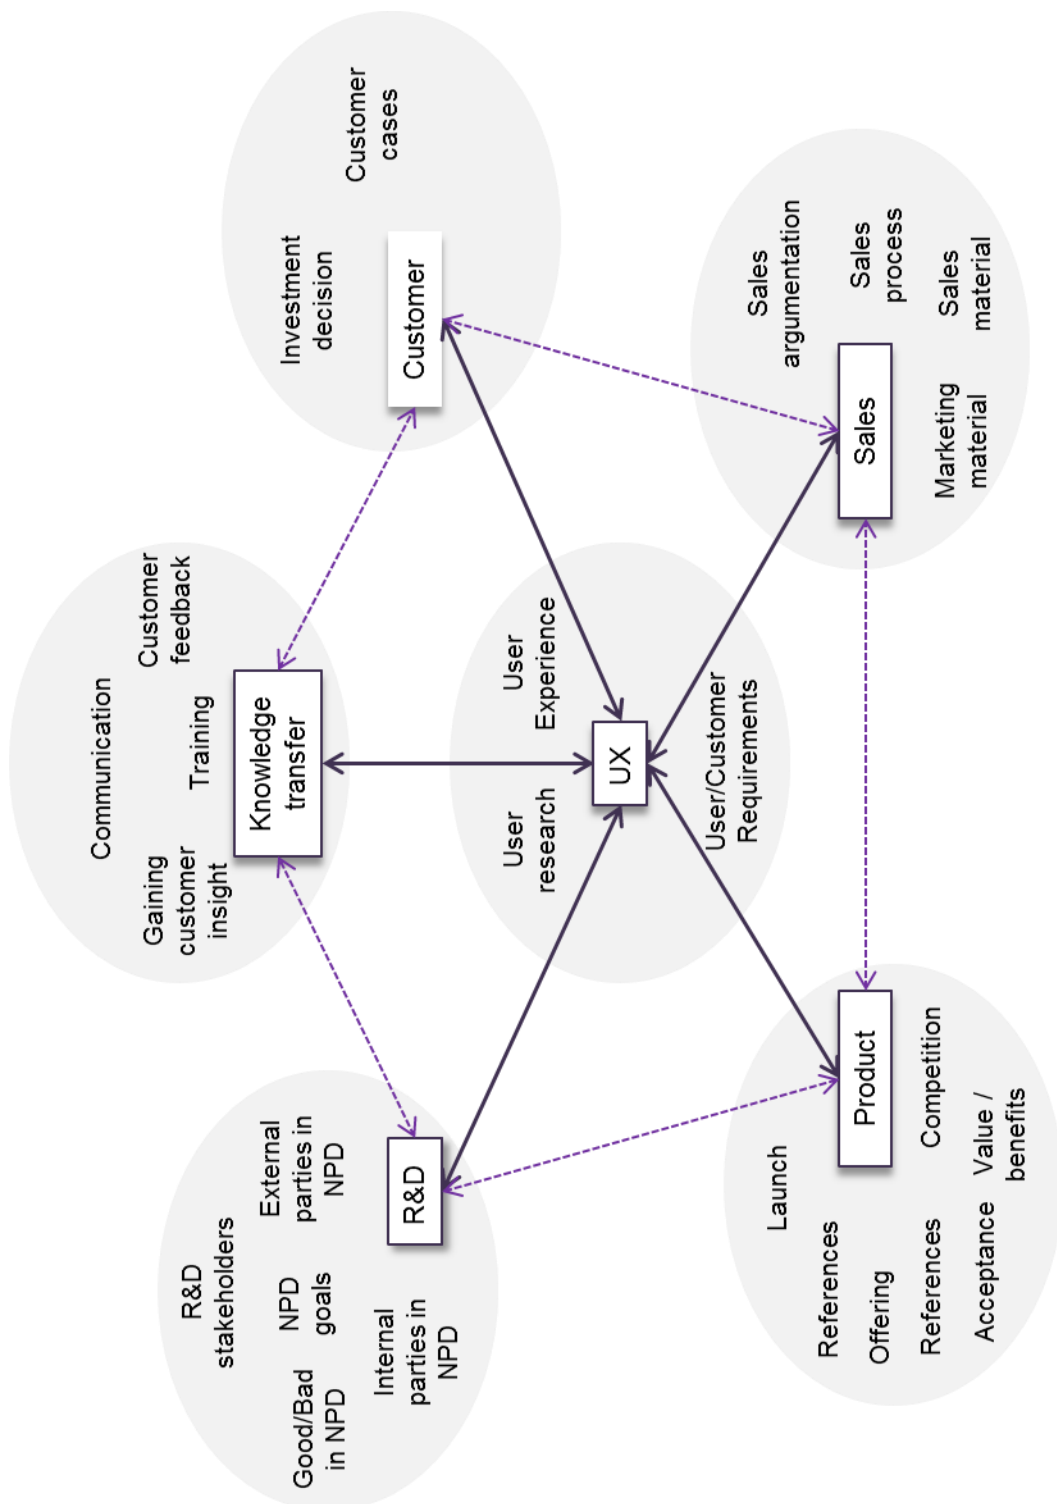 Communication
Gaining
customer
insight
Training
Customer
feedback
Knowledge
transfer
R&D
stakeholders
External
parties in
NPD
NPD
goals
Good/Bad
in NPD
Internal
parties in
NPD
R&D
Investment
decision
Customer
cases
Customer
User
research
User
Experience
UX
User/Customer
Requirements
Launch
References
Offering
References
Acceptance
Product
Competition
Value /
benefits
Sales
argumentation
Sales
process
Sales
Marketing
material
Sales
material